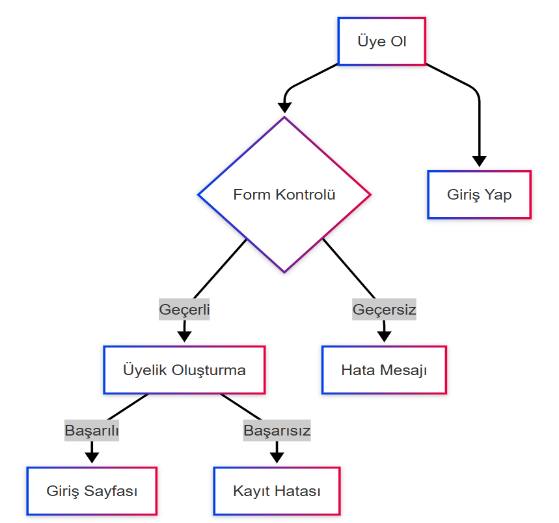 Üye Ol
Form Kontrolü
Giriş Yap
Geçerli
Geçersiz
Üyelik Oluşturma
Hata Mesajı
Başarılı
Başarısız
Giriş Sayfası
Kayıt Hatası